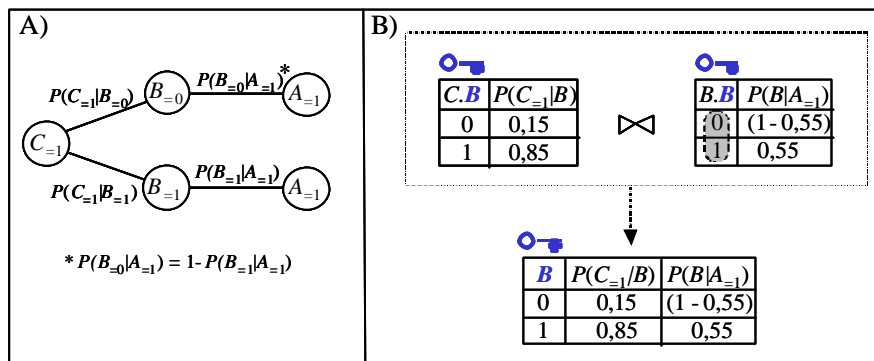 A)
P(B=0|A=1)*
P(C=1|B=0)
B=0
A=1
C=1
P(C=1|B=1)
P(B=1|A=1)
B=1
A=1
* P(B=0|A=1) = 1- P(B=1|A=1)
B)
C.B P(C=1|B)
0 0,15
1 0,85
B.B P(B|A=1)
0 (1 - 0,55)
1 0,55
B P(C=1/B) P(B|A=1)
0 0,15 (1 - 0,55)
1 0,85 0,55